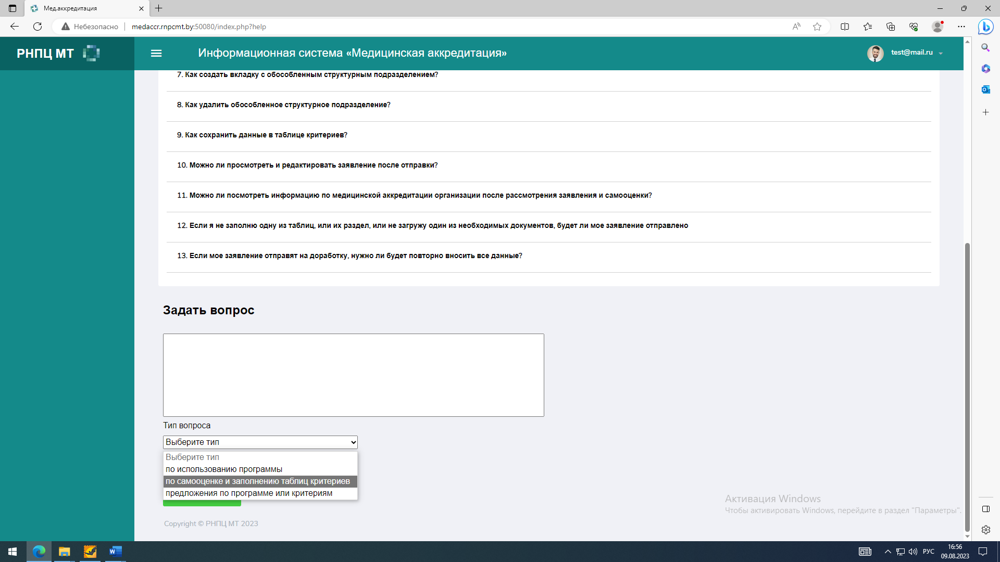 Мед.аккредитация
Небезопасно
medaccr.rnpcmt.by:50080/index.php?help
РНПЦ МТ
Информационная система «Медицинская аккредитация»
test@mail.ru
7. Как создать вкладку с обособленным структурным подразделением?
8. Как удалить обособленное структурное подразделение?
9. Как сохранить данные в таблице критериев?
10. Можно ли просмотреть и редактировать заявление после отправки?
11. Можно ли посмотреть информацию по медицинской аккредитации организации после рассмотрения заявления и самооценки?
12. Если я не заполню одну из таблиц, или их раздел, или не загружу один из необходимых документов, будет ли мое заявление отправлено
13. Если мое заявление отправят на доработку, нужно ли будет повторно вносить все данные?
Задать вопрос
Тип вопроса
Выберите тип
Выберите тип
по использованию программы
по самооценке и заполнению таблиц критериев
предложения по программе или критериям
Активация Windows
Чтобы активировать Windows, перейдите в раздел "Параметры".
Copyright © РНПЦ МТ 2023
РУС
16:56
09.08.2023